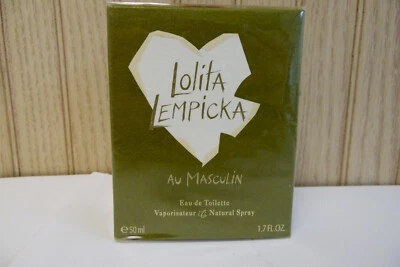 Lolita
LEMPICKA
AU MASCULIN
Eau de Toilette
Vaporisateur Natural Spray
e 50 ml 1.7 FL.OZ.